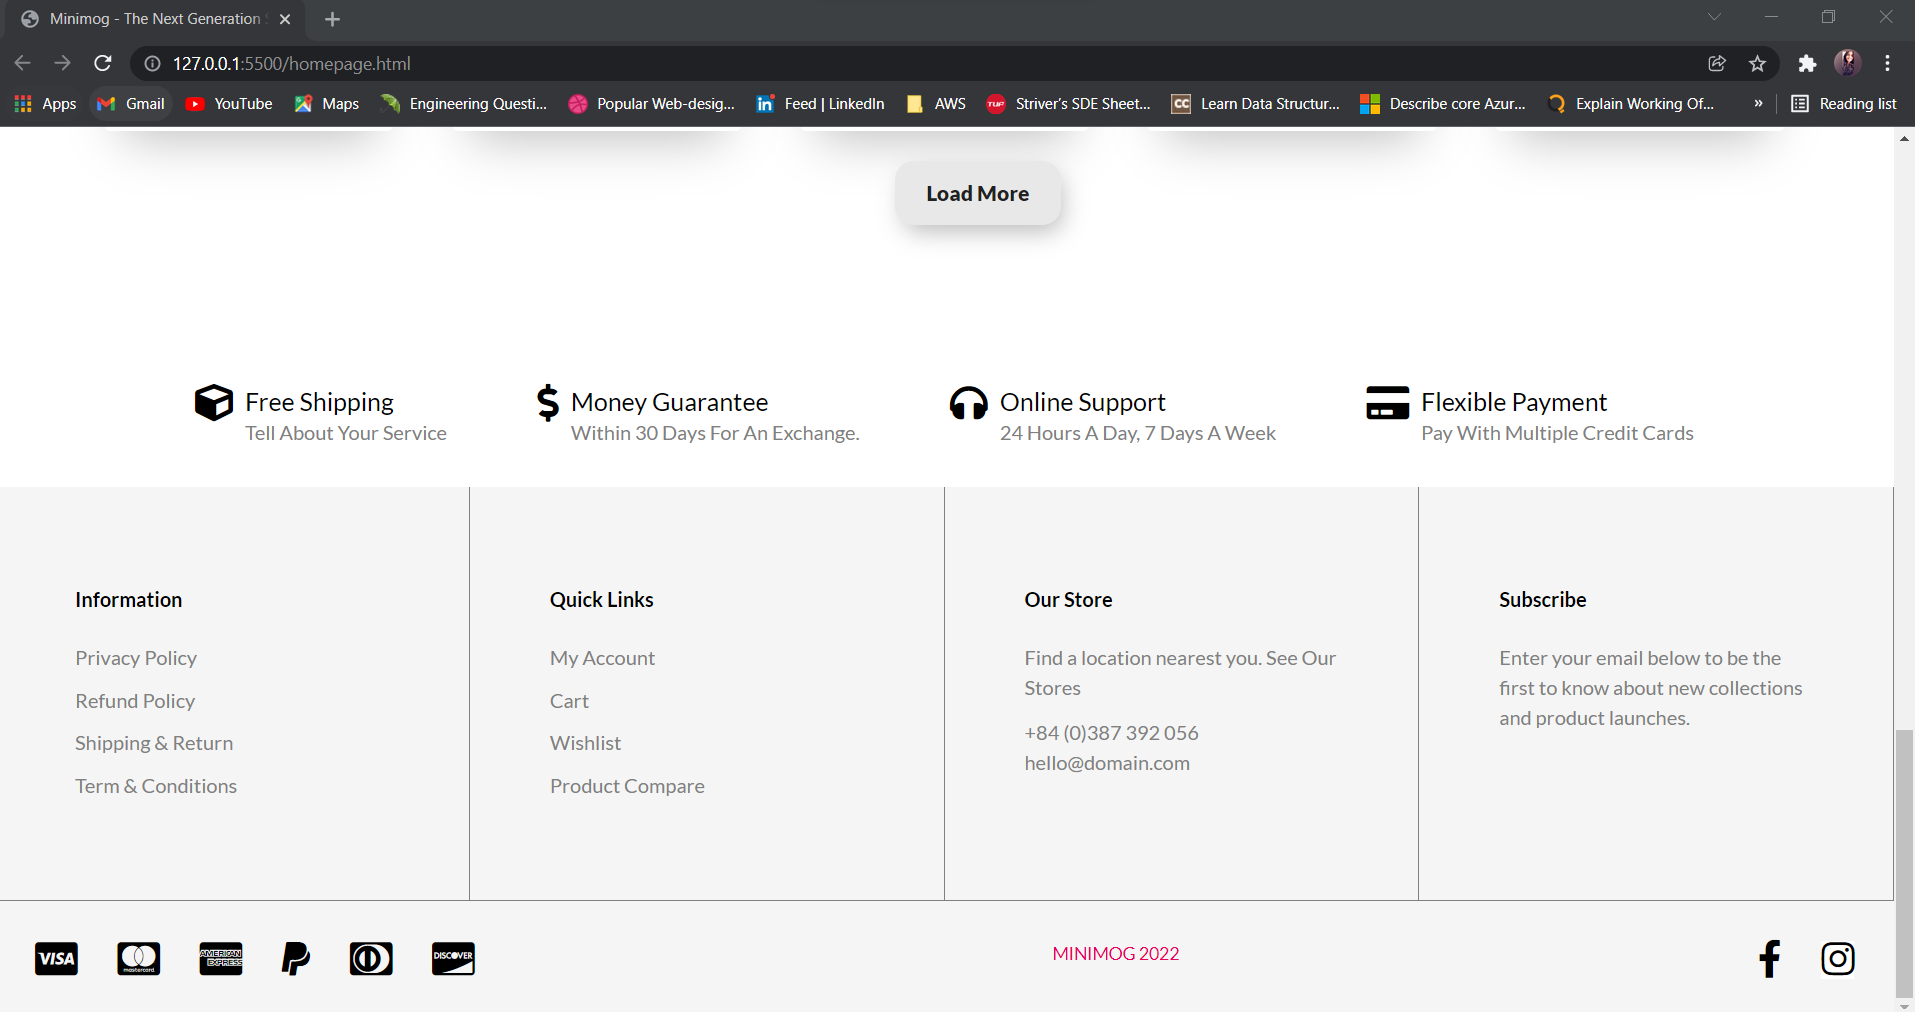 Minimog - The Next Generation
127.0.0.1:5500/homepage.html
Apps
Gmail
YouTube
Maps
Engineering Questi...
Popular Web-desig...
Feed | LinkedIn
AWS
TUF
Striver's SDE Sheet...
CC
Learn Data Structur...
Describe core Azur...
Explain Working Of...
»
Reading list
Load More
Free Shipping
Tell About Your Service
Money Guarantee
Within 30 Days For An Exchange.
Online Support
24 Hours A Day, 7 Days A Week
Flexible Payment
Pay With Multiple Credit Cards
Information
Privacy Policy
Refund Policy
Shipping & Return
Term & Conditions
Quick Links
My Account
Cart
Wishlist
Product Compare
Our Store
Find a location nearest you. See Our
Stores
+84 (0)387 392 056
hello@domain.com
Subscribe
Enter your email below to be the
first to know about new collections
and product launches.
VISA
mastercard
AMERICAN
EXPRESS
DISCOVER
MINIMOG 2022